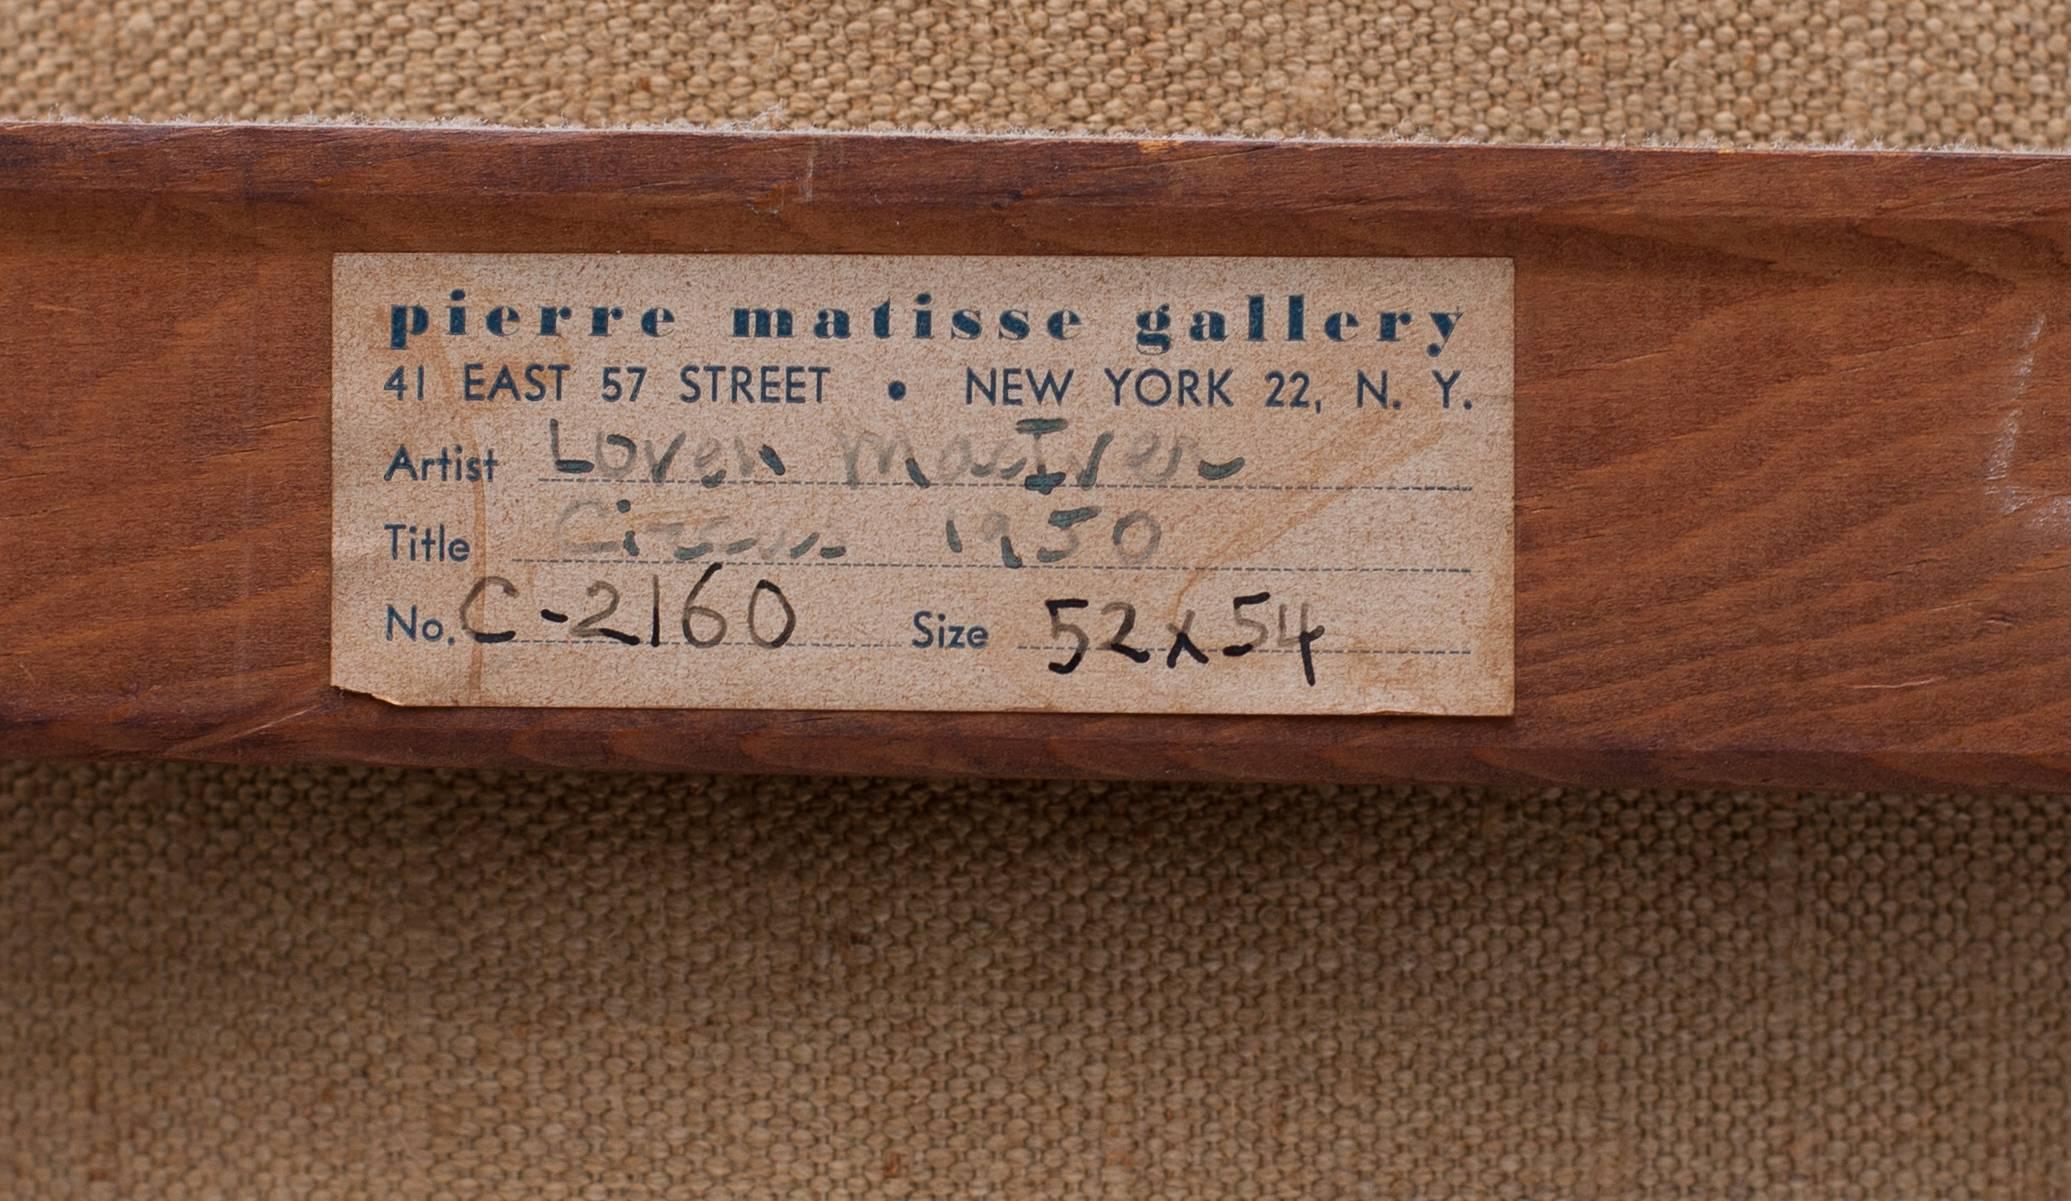 pierre matisse gallery
41 EAST 57 STREET • NEW YORK 22, N. Y.
Artist Loren MacIver
Title 1950
No. C-2160 Size 52x54